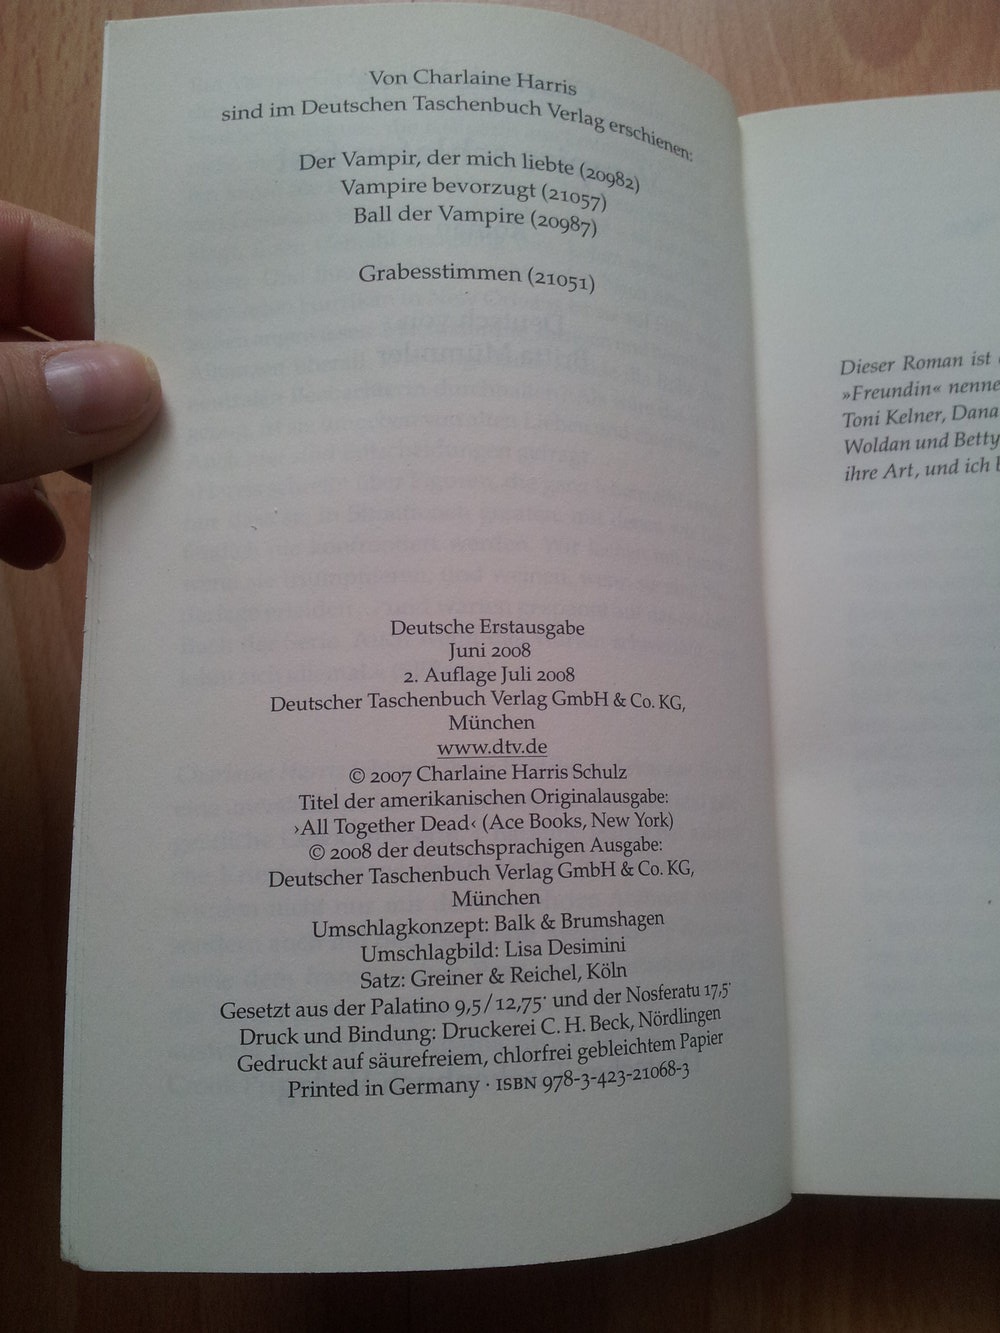 Von Charlaine Harris
sind im Deutschen Taschenbuch Verlag erschienen:
Der Vampir, der mich liebte (20982)
Vampire bevorzugt (21057)
Ball der Vampire (20987)
Grabesstimmen (21051)
Deutsche Erstausgabe
Juni 2008
2. Auflage Juli 2008
Deutscher Taschenbuch Verlag GmbH & Co. KG,
München
www.dtv.de
© 2007 Charlaine Harris Schulz
Titel der amerikanischen Originalausgabe:
›All Together Dead‹ (Ace Books, New York)
© 2008 der deutschsprachigen Ausgabe:
Deutscher Taschenbuch Verlag GmbH & Co. KG,
München
Umschlagkonzept: Balk & Brumshagen
Umschlagbild: Lisa Desimini
Satz: Greiner & Reichel, Köln
Gesetzt aus der Palatino 9,5/12,75˙ und der Nosferatu 17,5˙
Druck und Bindung: Druckerei C. H. Beck, Nördlingen
Gedruckt auf säurefreiem, chlorfrei gebleichtem Papier
Printed in Germany · ISBN 978-3-423-21068-3
Dieser Roman ist
»Freundin« nenne
Toni Kelner, Dana
Woldan und Betty
ihre Art, und ich